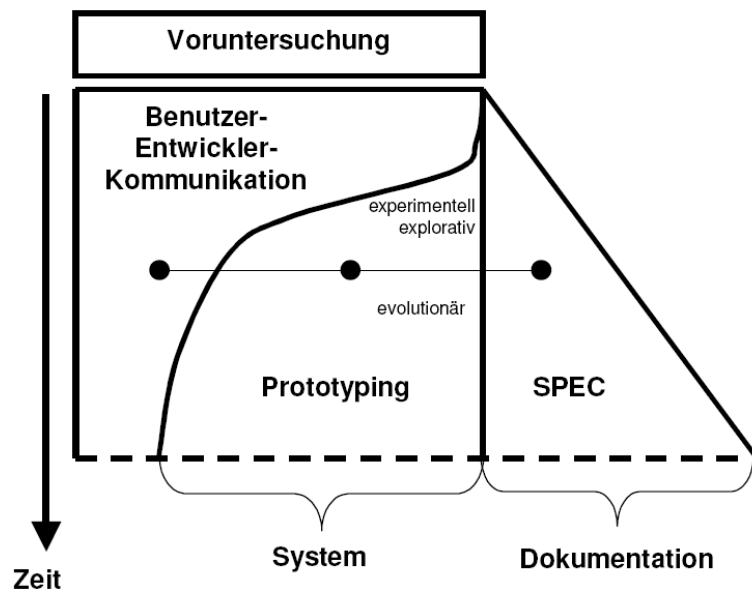 Voruntersuchung
Benutzer-
Entwickler-
Kommunikation
experimentell
explorativ
evolutionär
Prototyping
SPEC
System
Dokumentation
Zeit